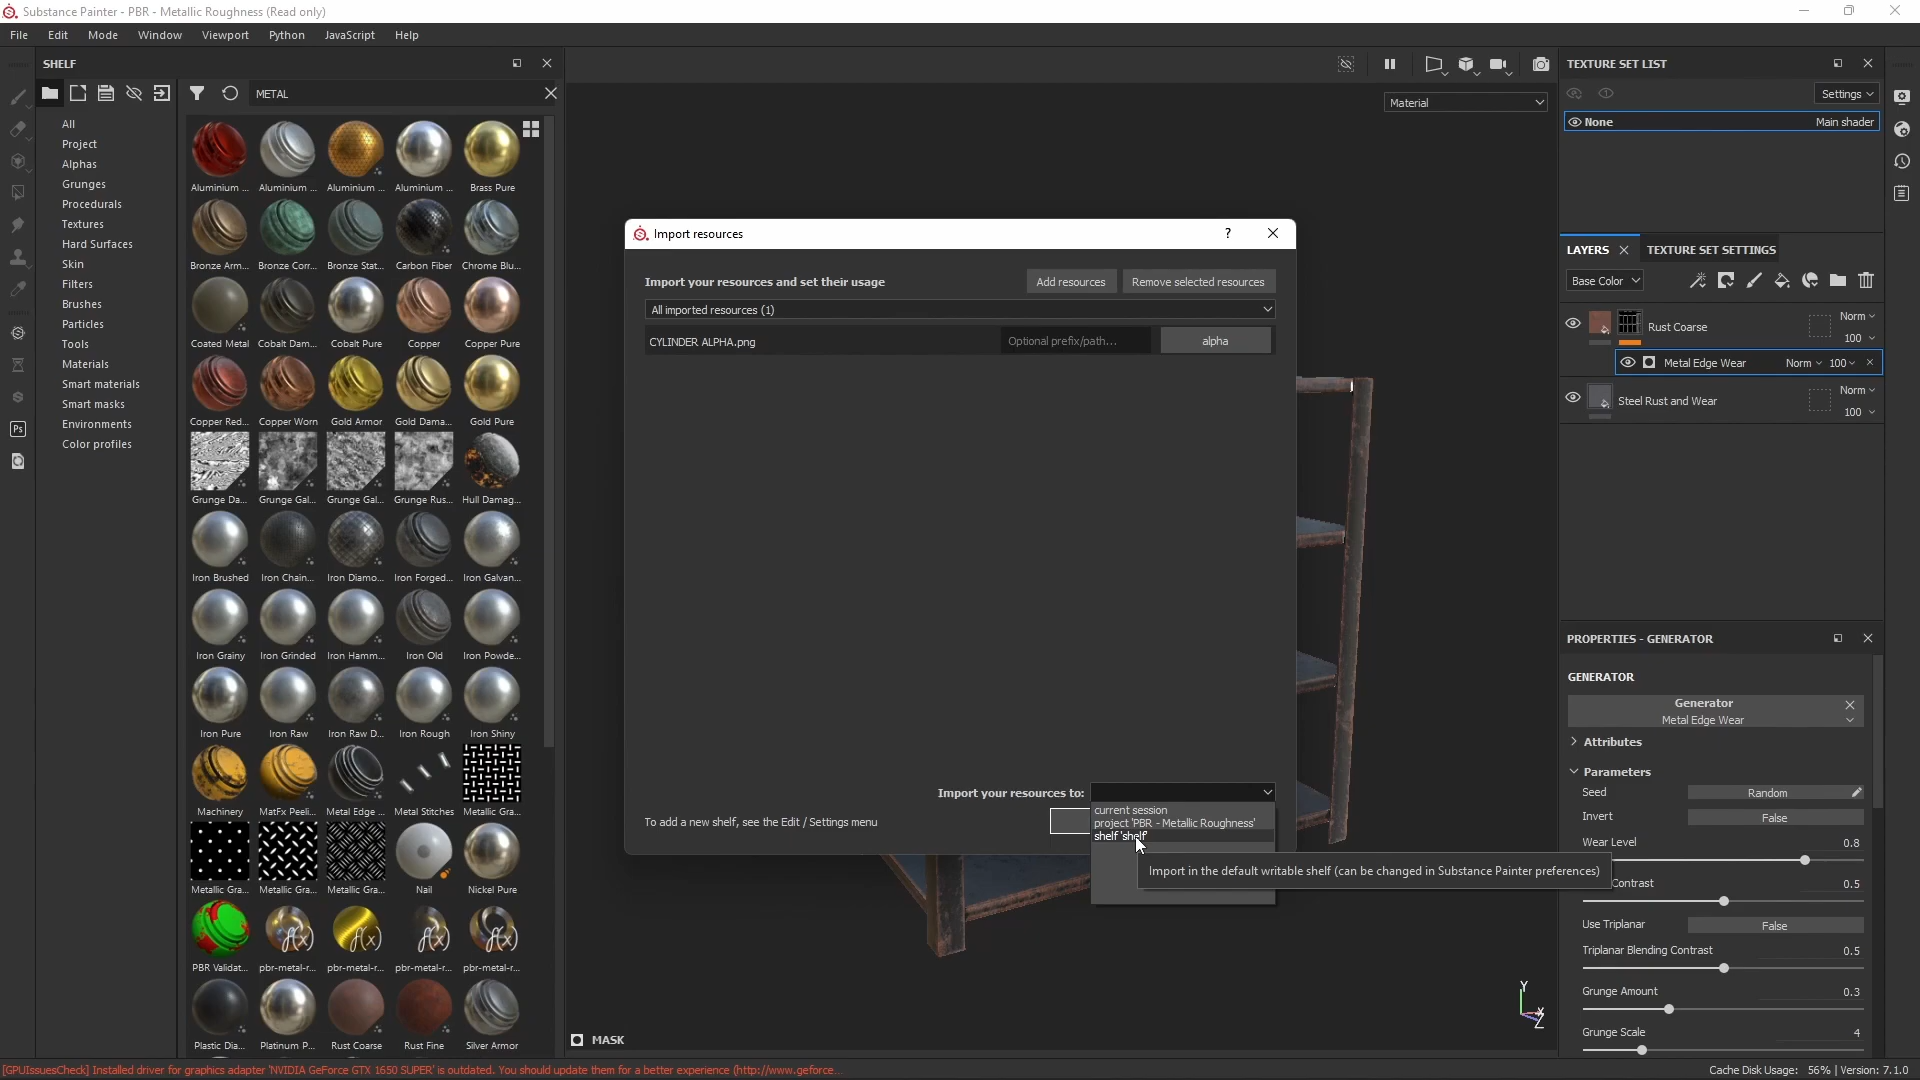 Substance Painter - PBR - Metallic Roughness (Read only)
File Edit Mode Window Viewport Python JavaScript Help
SHELF
METAL
All
Project
Alphas
Grunges
Procedurals
Textures
Hard Surfaces
Skin
Filters
Brushes
Particles
Tools
Materials
Smart materials
Smart masks
Environments
Color profiles
Aluminium ... Aluminium ... Aluminium ... Aluminium ... Brass Pure
Bronze Arm... Bronze Corr... Bronze Stat... Carbon Fiber Chrome Blu...
Coated Metal Cobalt Dam... Cobalt Pure Copper Copper Pure
Copper Red... Copper Worn Gold Armor Gold Dama... Gold Pure
Grunge Da... Grunge Gal... Grunge Gal... Grunge Rus... Hull Damag...
Iron Brushed Iron Chain... Iron Diamo... Iron Forged... Iron Galvan...
Iron Grainy Iron Grinded Iron Hamm... Iron Old Iron Powde...
Iron Pure Iron Raw Iron Raw D... Iron Rough Iron Shiny
Machinery MatFx Peeli... Metal Edge ... Metal Stitches Metallic Gra...
Metallic Gra... Metallic Gra... Metallic Gra... Nail Nickel Pure
PBR Validat... pbr-metal-r... pbr-metal-r... pbr-metal-r... pbr-metal-r...
Plastic Dia... Platinum P... Rust Coarse Rust Fine Silver Armor
f(x) f(x) f(x) f(x)
Ps
Material
Import resources
?
Import your resources and set their usage
Add resources
Remove selected resources
All imported resources (1)
CYLINDER ALPHA.png
Optional prefix/path...
alpha
Import your resources to:
current session
project 'PBR - Metallic Roughness'
shelf 'shelf'
To add a new shelf, see the Edit / Settings menu
Import in the default writable shelf (can be changed in Substance Painter preferences)
MASK
Y
Z
TEXTURE SET LIST
Settings
None
Main shader
LAYERS
TEXTURE SET SETTINGS
Base Color
Rust Coarse
Norm
100
Metal Edge Wear Norm 100
Steel Rust and Wear
Norm
100
PROPERTIES - GENERATOR
GENERATOR
Generator
Metal Edge Wear
Attributes
Parameters
Seed Random
Invert False
Wear Level 0.8
Contrast 0.5
Use Triplanar False
Triplanar Blending Contrast 0.5
Grunge Amount 0.3
Grunge Scale 4
[GPUIssuesCheck] Installed driver for graphics adapter 'NVIDIA GeForce GTX 1650 SUPER' is outdated. You should update them for a better experience (http://www.geforce...
Cache Disk Usage: 56% | Version: 7.1.0